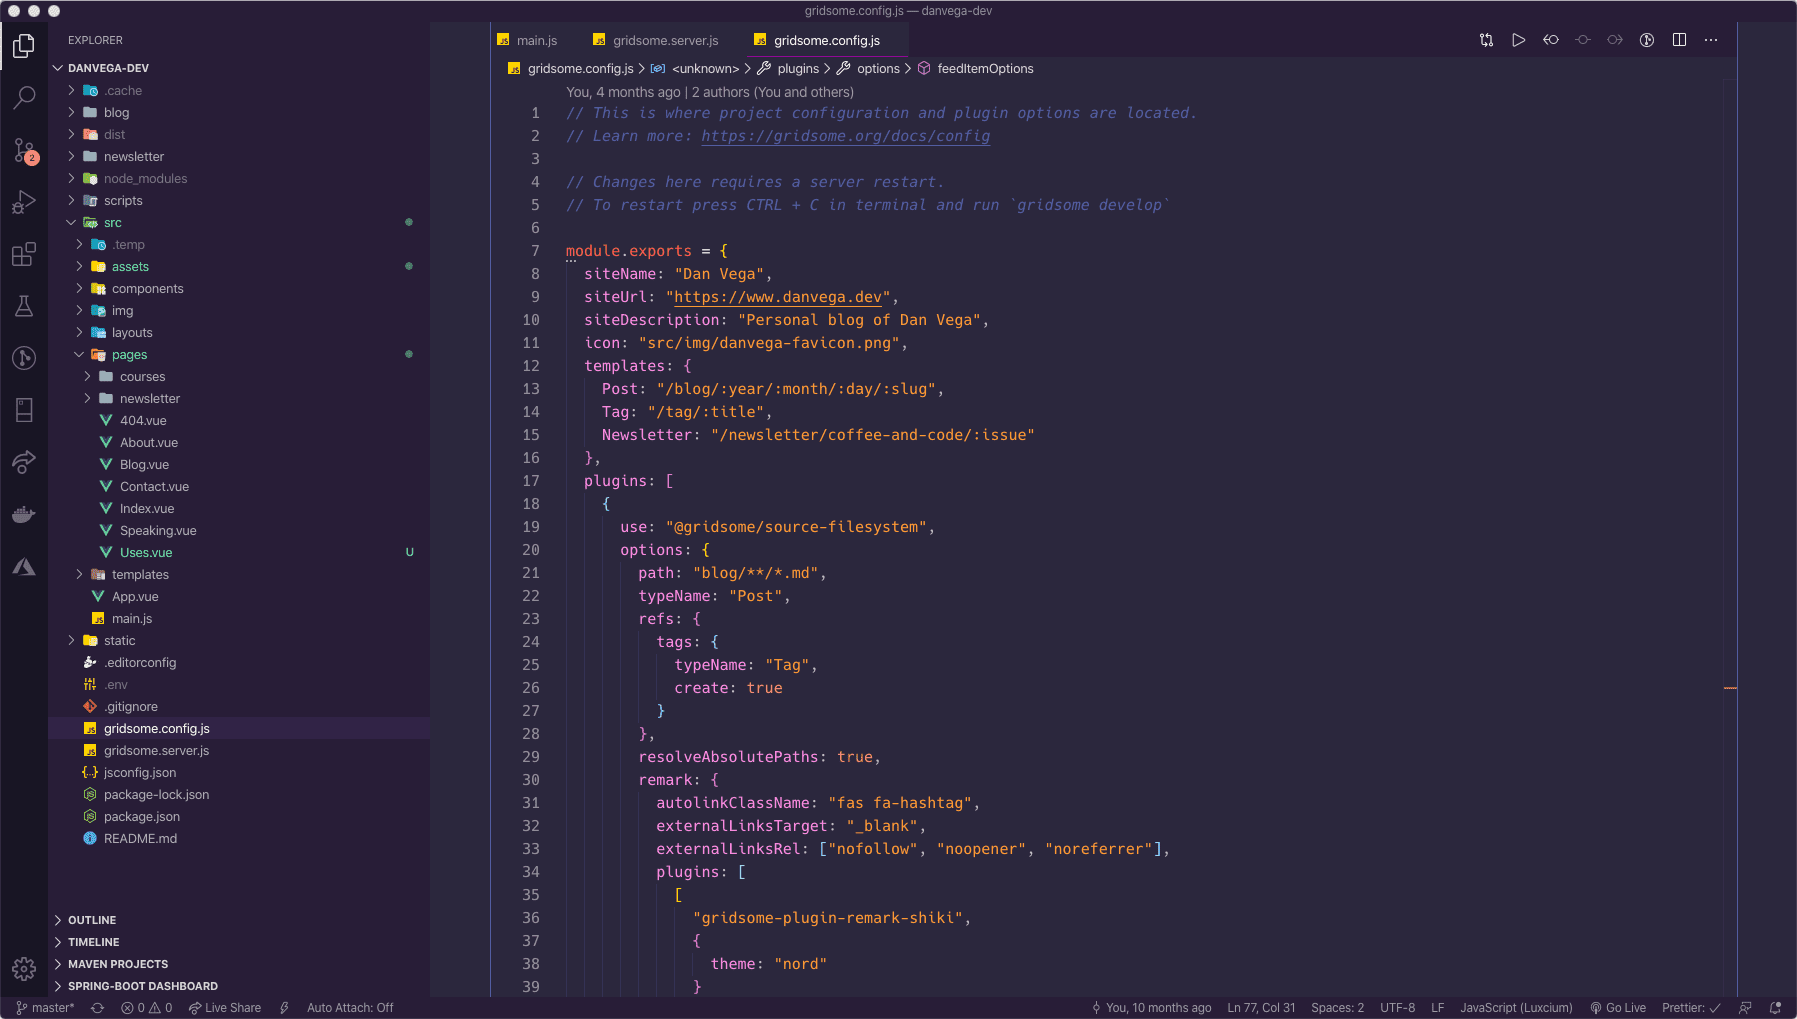 gridsome.config.js — danvega-dev
EXPLORER
DANVEGA-DEV
.cache
blog
dist
newsletter
node_modules
scripts
src
.temp
assets
components
img
layouts
pages
courses
newsletter
404.vue
About.vue
Blog.vue
Contact.vue
Index.vue
Speaking.vue
Uses.vue U
templates
App.vue
main.js
static
.editorconfig
.env
.gitignore
gridsome.config.js
gridsome.server.js
jsconfig.json
package-lock.json
package.json
README.md
OUTLINE
TIMELINE
MAVEN PROJECTS
SPRING-BOOT DASHBOARD
2
main.js gridsome.server.js gridsome.config.js
gridsome.config.js > <unknown> > plugins > options > feedItemOptions
You, 4 months ago | 2 authors (You and others)
1 // This is where project configuration and plugin options are located.
2 // Learn more: https://gridsome.org/docs/config
3
4 // Changes here requires a server restart.
5 // To restart press CTRL + C in terminal and run `gridsome develop`
6
7 module.exports = {
8 siteName: "Dan Vega",
9 siteUrl: "https://www.danvega.dev",
10 siteDescription: "Personal blog of Dan Vega",
11 icon: "src/img/danvega-favicon.png",
12 templates: {
13 Post: "/blog/:year/:month/:day/:slug",
14 Tag: "/tag/:title",
15 Newsletter: "/newsletter/coffee-and-code/:issue"
16 },
17 plugins: [
18 {
19 use: "@gridsome/source-filesystem",
20 options: {
21 path: "blog/**/*.md",
22 typeName: "Post",
23 refs: {
24 tags: {
25 typeName: "Tag",
26 create: true
27 }
28 },
29 resolveAbsolutePaths: true,
30 remark: {
31 autolinkClassName: "fas fa-hashtag",
32 externalLinksTarget: "_blank",
33 externalLinksRel: ["nofollow", "noopener", "noreferrer"],
34 plugins: [
35 [
36 "gridsome-plugin-remark-shiki",
37 {
38 theme: "nord"
39 }
master* 0 0 Live Share Auto Attach: Off You, 10 months ago Ln 77, Col 31 Spaces: 2 UTF-8 LF JavaScript (Luxcium) Go Live Prettier: ✓